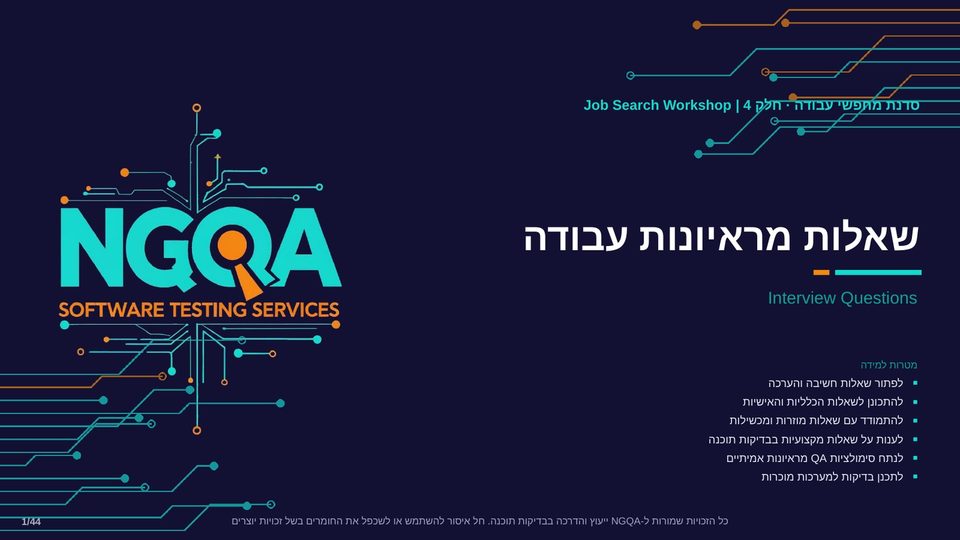 סדנת מחפשי עבודה · חלק 4 | Job Search Workshop
NGQA
SOFTWARE TESTING SERVICES
שאלות מראיונות עבודה
Interview Questions
מטרות למידה
לפתור שאלות חשיבה והערכה
להתכונן לשאלות הכלליות והאישיות
להתמודד עם שאלות מוזרות ומכשילות
לענות על שאלות מקצועיות בבדיקות תוכנה
לנתח סימולציות QA מראיונות אמיתיים
לתכנן בדיקות למערכות מוכרות
כל הזכויות שמורות ל-NGQA ייעוץ והדרכה בבדיקות תוכנה. חל איסור להשתמש או לשכפל את החומרים בשל זכויות יוצרים
1/44